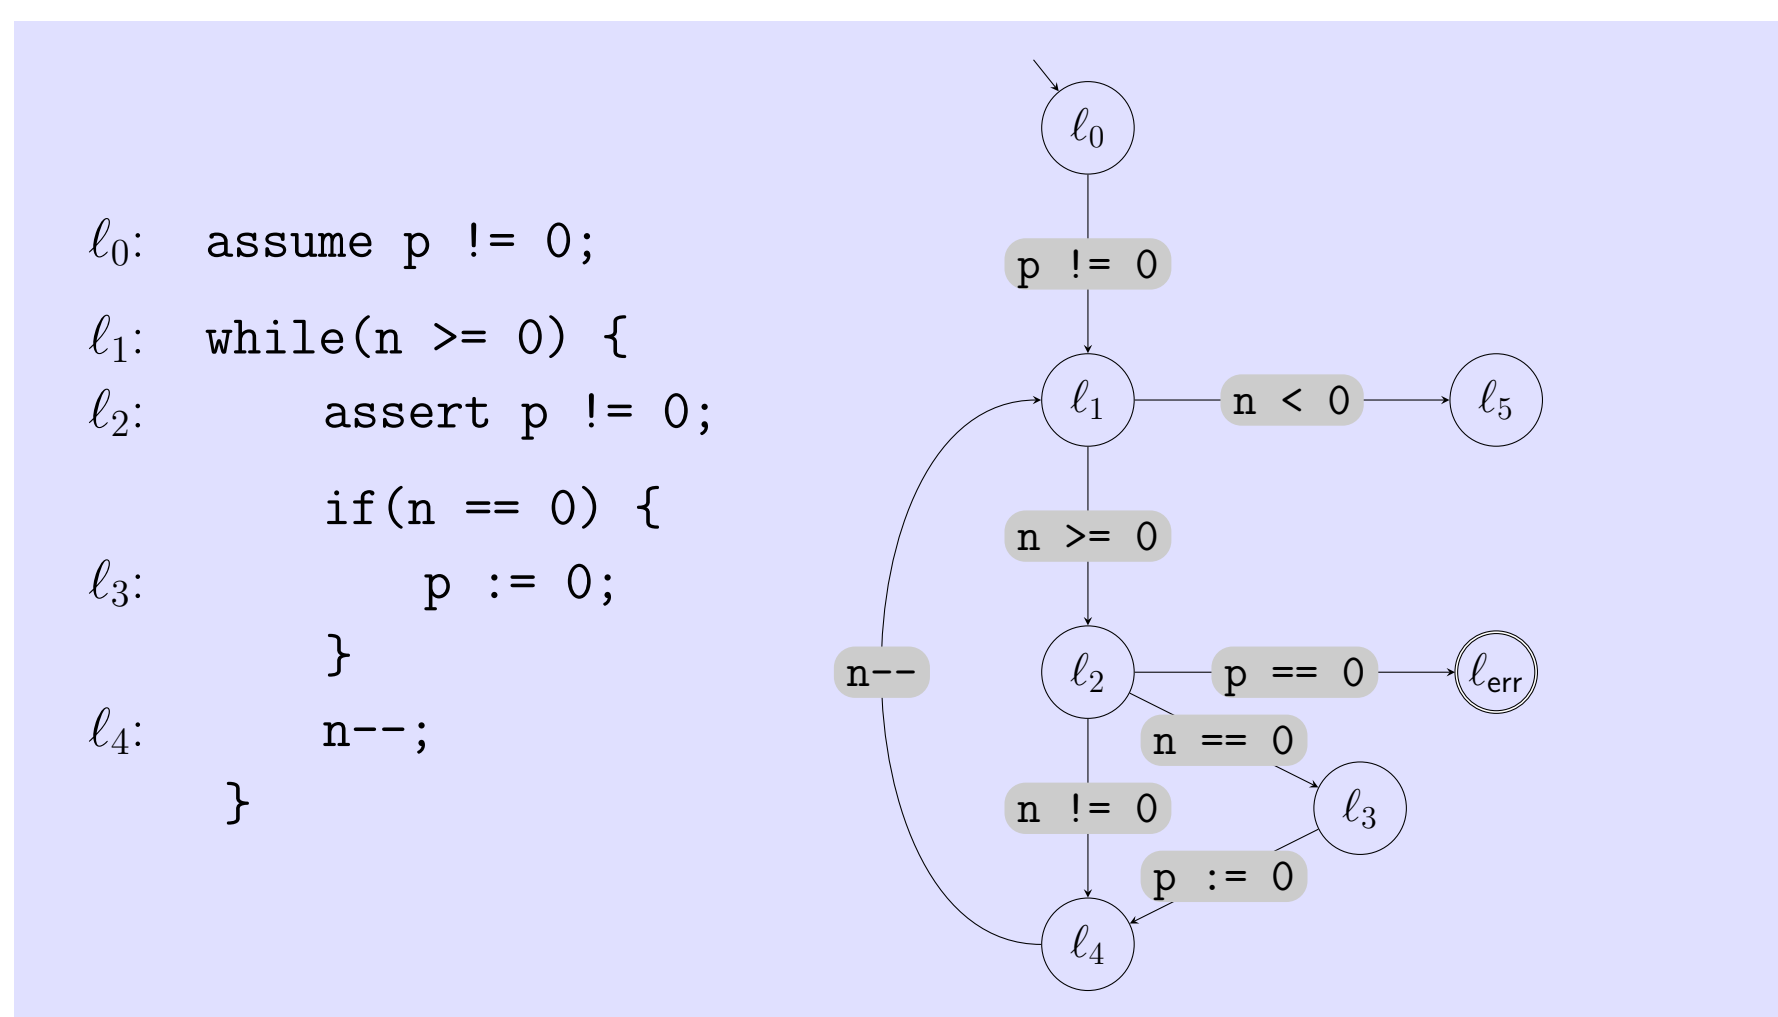 ℓ0: assume p != 0;
ℓ1: while(n >= 0) {
ℓ2: assert p != 0;
if(n == 0) {
ℓ3: p := 0;
}
ℓ4: n--;
}
ℓ0
p != 0
ℓ1
n < 0
ℓ5
n >= 0
n--
ℓ2
p == 0
ℓerr
n == 0
n != 0
ℓ3
p := 0
ℓ4